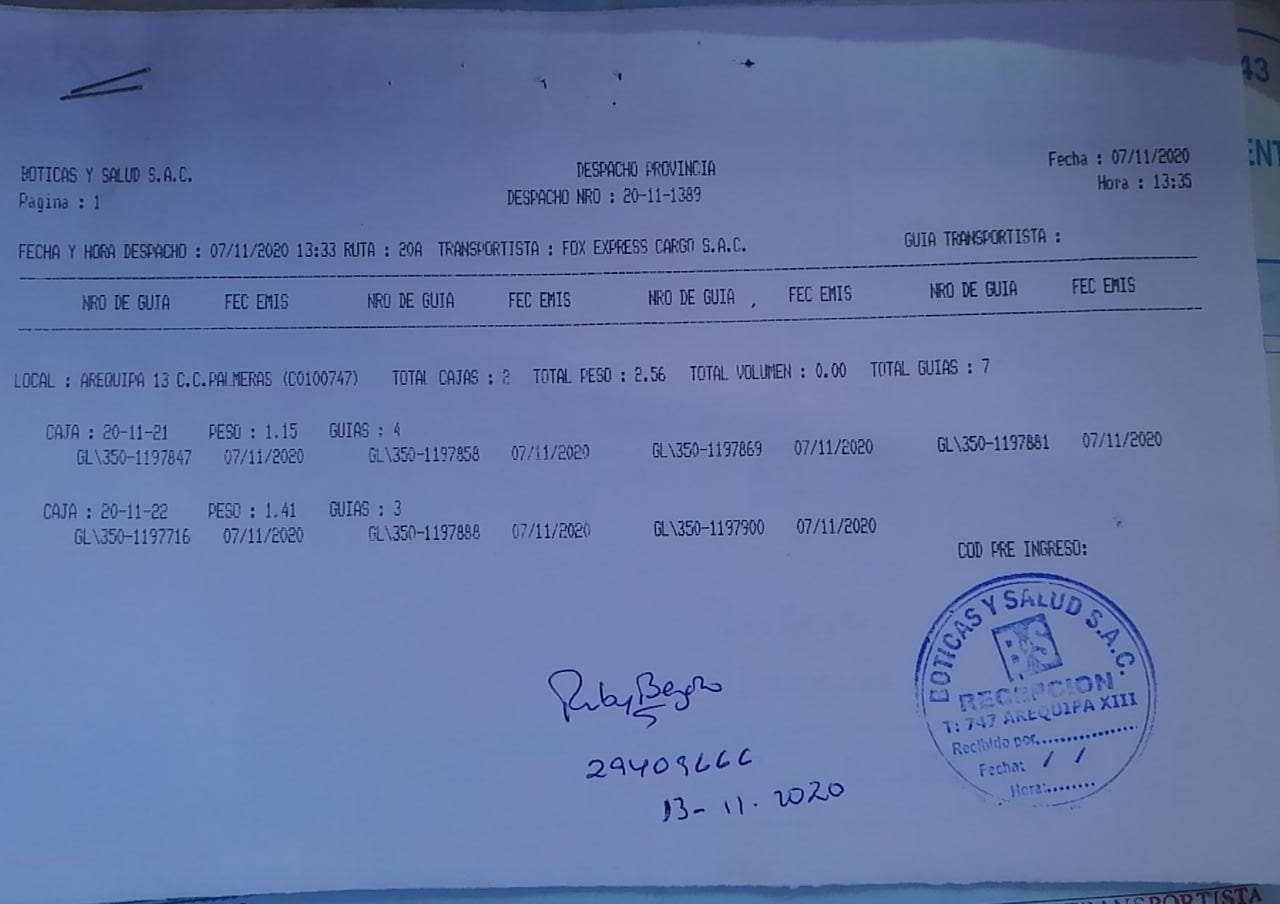 BOTICAS Y SALUD S.A.C.
DESPACHO PROVINCIA
Fecha : 07/11/2020
Pagina : 1
DESPACHO NRO : 20-11-1389
Hora : 13:35
FECHA Y HORA DESPACHO : 07/11/2020 13:33 RUTA : 20A TRANSPORTISTA : FOX EXPRESS CARGO S.A.C.
GUIA TRANSPORTISTA :
NRO DE GUIA FEC EMIS NRO DE GUIA FEC EMIS NRO DE GUIA FEC EMIS NRO DE GUIA FEC EMIS
LOCAL : AREQUIPA 13 C.C.PALMERAS (C0100747) TOTAL CAJAS : 2 TOTAL PESO : 2.56 TOTAL VOLUMEN : 0.00 TOTAL GUIAS : 7
CAJA : 20-11-21 PESO : 1.15 GUIAS : 4
GL\350-1197847 07/11/2020 GL\350-1197858 07/11/2020 GL\350-1197869 07/11/2020 GL\350-1197881 07/11/2020
CAJA : 20-11-22 PESO : 1.41 GUIAS : 3
GL\350-1197716 07/11/2020 GL\350-1197888 07/11/2020 GL\350-1197900 07/11/2020
COD PRE INGRESO:
BOTICAS Y SALUD S.A.C.
BS
RECEPCION
T: 747 AREQUIPA XIII
Recibido por..................
Fecha: / /
Hora:........
29409666
13-11-2020
43
ENT
TRANSPORTISTA